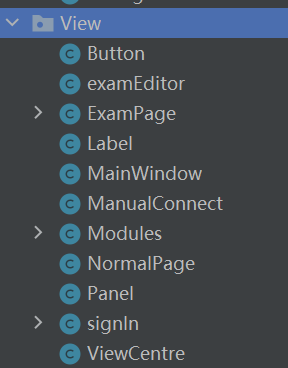 View
Button
examEditor
ExamPage
Label
MainWindow
ManualConnect
Modules
NormalPage
Panel
signIn
ViewCentre